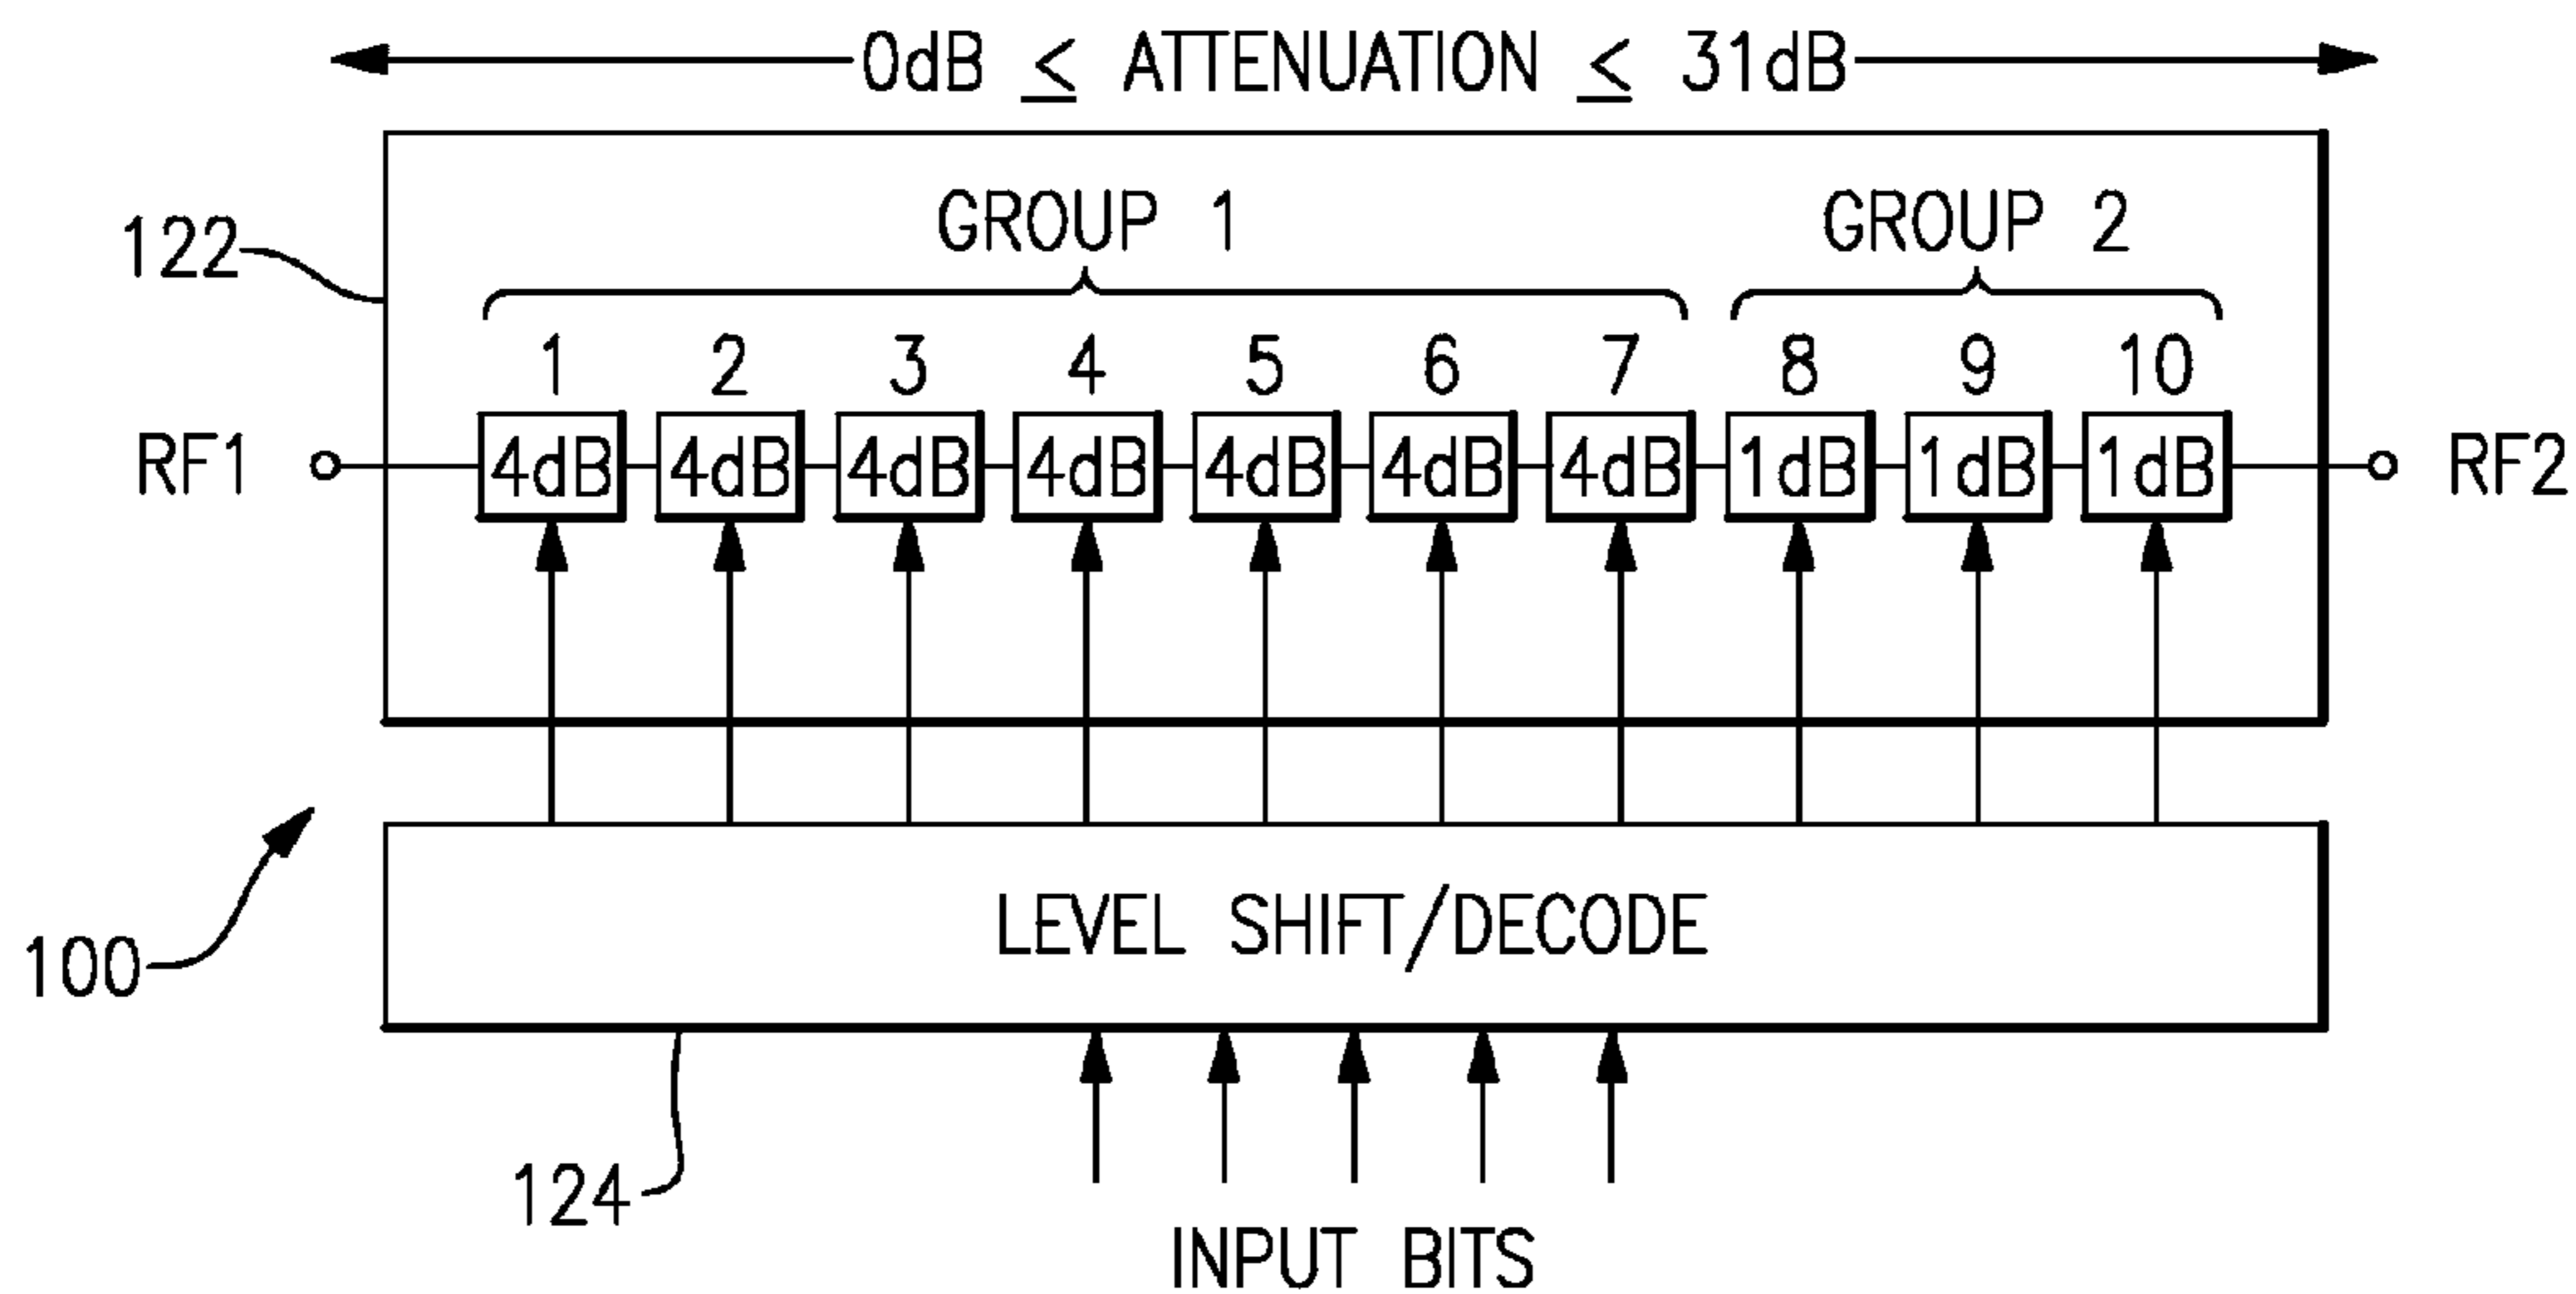 0dB ≤ ATTENUATION ≤ 31dB
122
GROUP 1 GROUP 2
1 2 3 4 5 6 7 8 9 10
RF1 4dB 4dB 4dB 4dB 4dB 4dB 4dB 1dB 1dB 1dB RF2
100
LEVEL SHIFT/DECODE
124
INPUT BITS